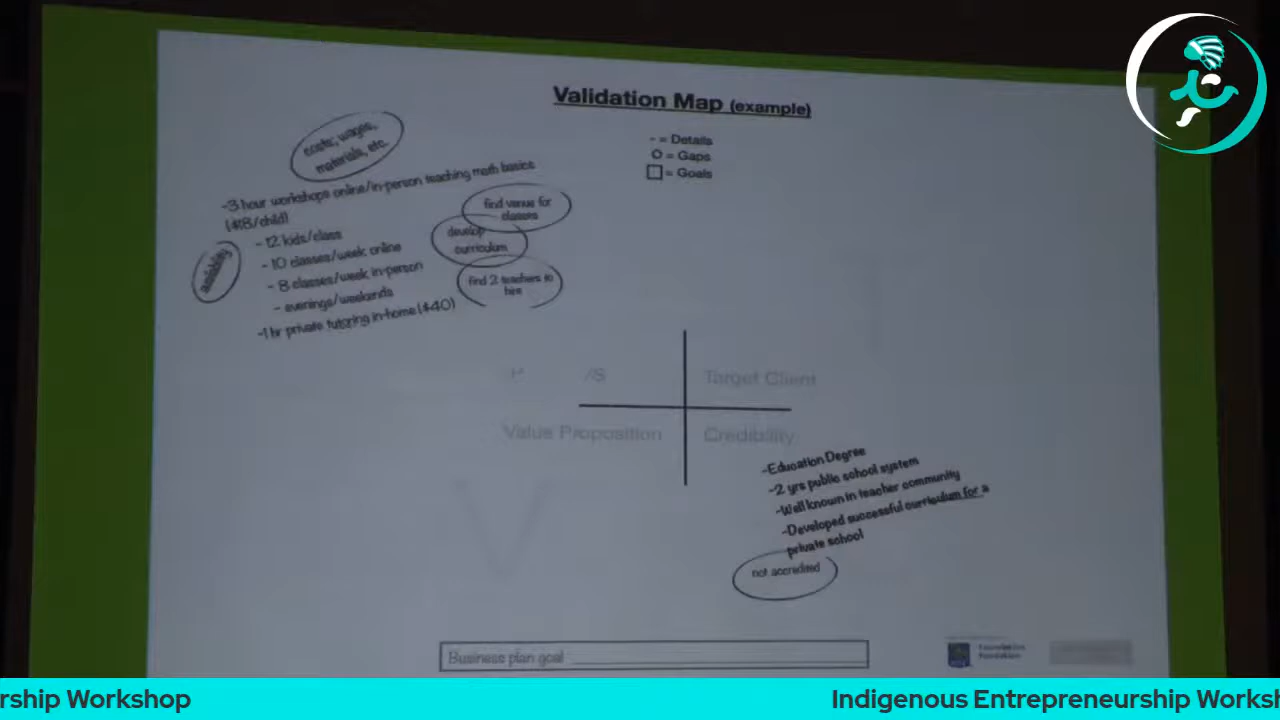 Validation Map (example)
- = Details
O = Gaps
= Goals
costs; wages,
materials, etc.
-3 hour workshops online/in-person teaching math basics
($18/child)
- 12 kids/class
- 10 classes/week online
- 8 classes/week in-person
- evenings/weekends
-1 hr private tutoring in-home ($40)
availability
find venue for
classes
develop
curriculum
find 2 teachers to
hire
/S
Target Client
Value Proposition
Credibility
-Education Degree
-2 yrs public school system
-Well known in teacher community
-Developed successful curriculum for a
private school
not accredited
Business plan goal
Foundation
rship Workshop
Indigenous Entrepreneurship Worksh